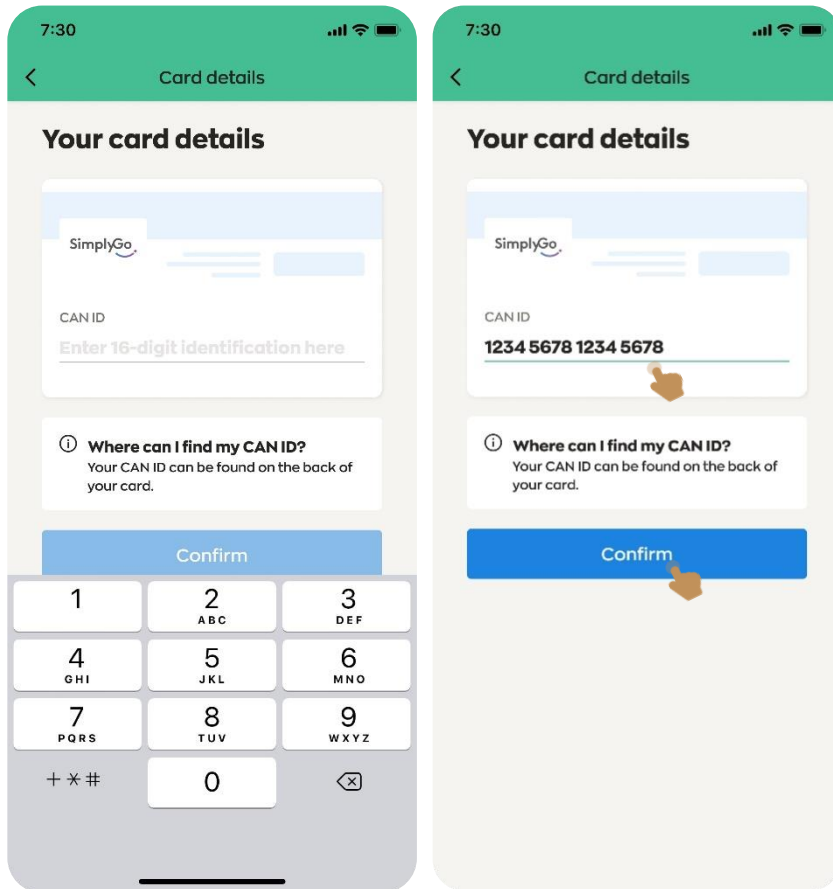 7:30
Card details
Your card details
SimplyGo
CAN ID
Enter 16-digit identification here
Where can I find my CAN ID?
Your CAN ID can be found on the back of
your card.
Confirm
1
2
ABC
3
DEF
4
GHI
5
JKL
6
MNO
7
PQRS
8
TUV
9
WXYZ
+*#
0
7:30
Card details
Your card details
SimplyGo
CAN ID
1234 5678 1234 5678
Where can I find my CAN ID?
Your CAN ID can be found on the back of
your card.
Confirm